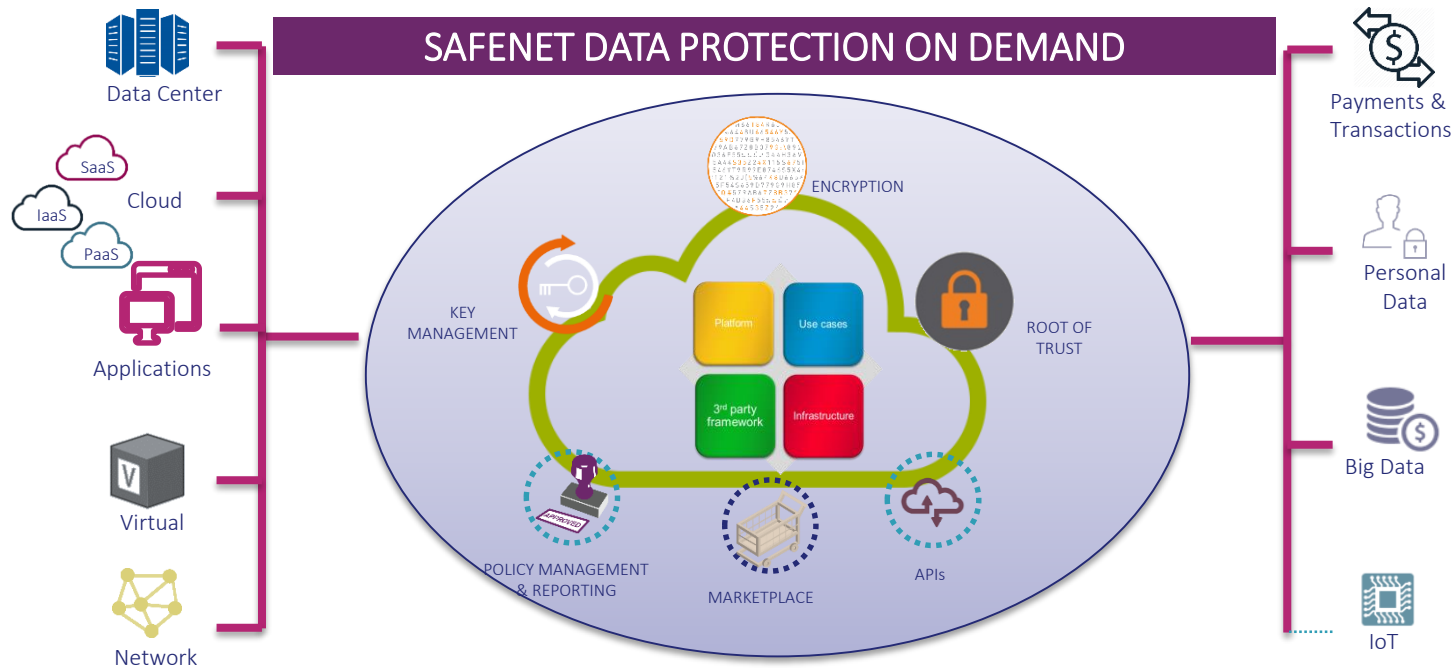 SAFENET DATA PROTECTION ON DEMAND
Data Center
SaaS
Cloud
IaaS
PaaS
Applications
V
Virtual
Network
ENCRYPTION
KEY
MANAGEMENT
ROOT OF
TRUST
Platform
Use cases
3rd party
framework
Infrastructure
APPROVED
POLICY MANAGEMENT
& REPORTING
MARKETPLACE
APIs
$
Payments &
Transactions
Personal
Data
$
Big Data
IoT